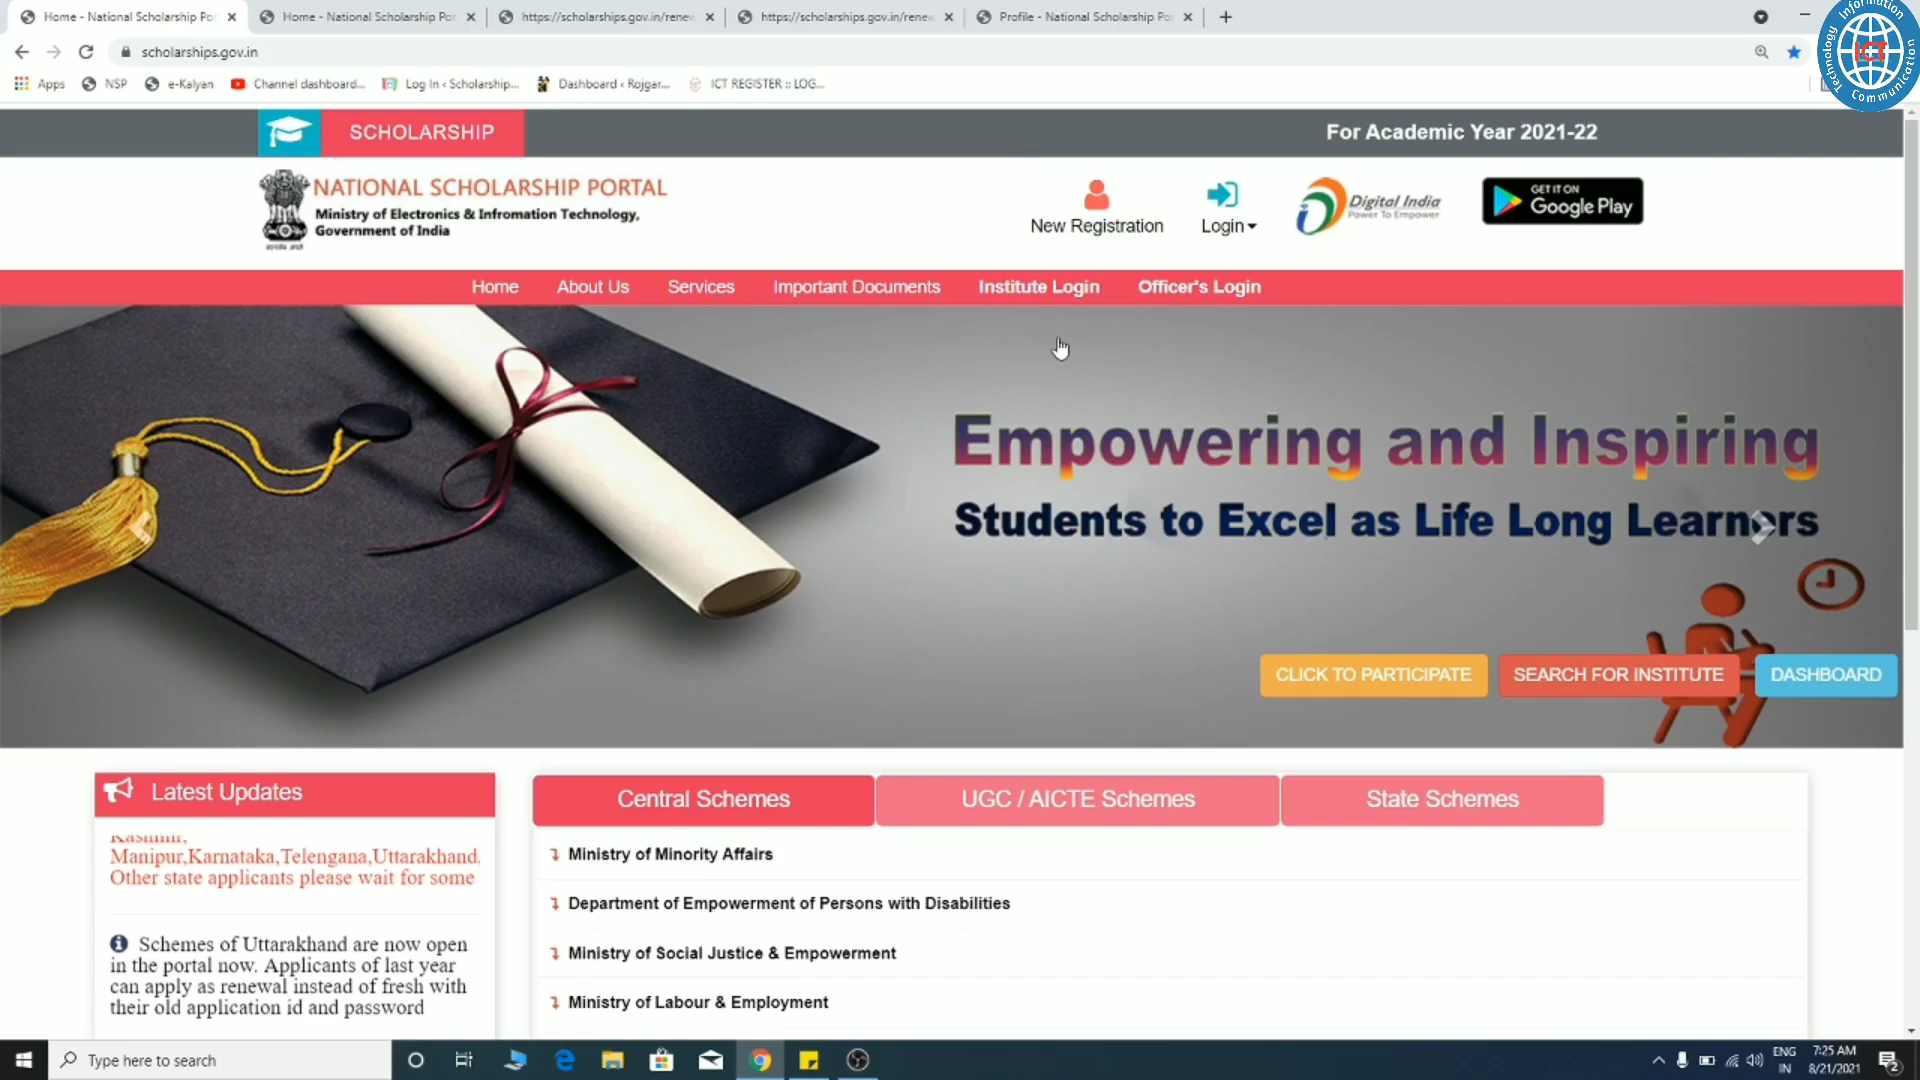 Home - National Scholarship Po
Home - National Scholarship Por
https://scholarships.gov.in/renew
https://scholarships.gov.in/renew
Profile - National Scholarship Po
scholarships.gov.in
Apps
NSP
e-Kalyan
Channel dashboard...
Log In ‹ Scholarship...
Dashboard ‹ Rojgar...
ICT REGISTER :: LOG...
Information
Communication
Technology
ICT
SCHOLARSHIP
For Academic Year 2021-22
NATIONAL SCHOLARSHIP PORTAL
Ministry of Electronics & Infromation Technology,
Government of India
New Registration
Login
Digital India
Power To Empower
GET IT ON
Google Play
Home
About Us
Services
Important Documents
Institute Login
Officer's Login
Empowering and Inspiring
Students to Excel as Life Long Learners
CLICK TO PARTICIPATE
SEARCH FOR INSTITUTE
DASHBOARD
Latest Updates
Kashmir,
Manipur,Karnataka,Telengana,Uttarakhand.
Other state applicants please wait for some
Schemes of Uttarakhand are now open
in the portal now. Applicants of last year
can apply as renewal instead of fresh with
their old application id and password
Central Schemes
UGC / AICTE Schemes
State Schemes
Ministry of Minority Affairs
Department of Empowerment of Persons with Disabilities
Ministry of Social Justice & Empowerment
Ministry of Labour & Employment
Type here to search
ENG
IN
7:25 AM
8/21/2021
2